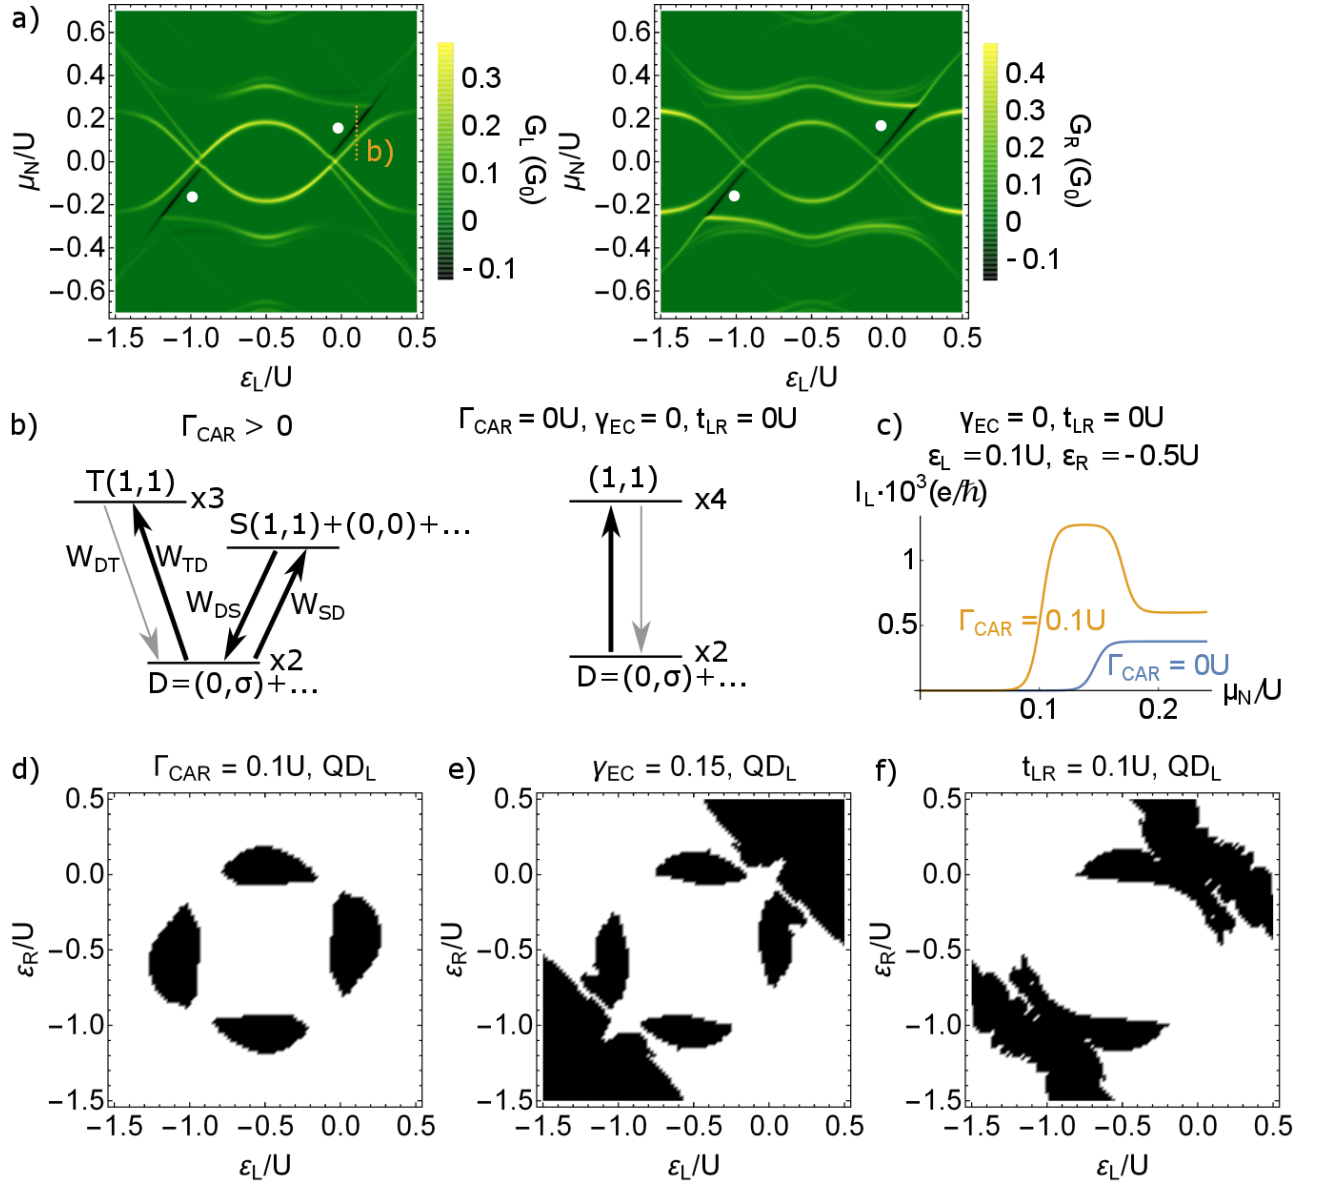 a)
0.6
0.4
0.2
0.0
−0.2
−0.4
−0.6
μN/U
−1.5
−1.0
−0.5
0.0
0.5
εL/U
b)
0.3
0.2
0.1
0
-0.1
GL (G0)
0.6
0.4
0.2
0.0
−0.2
−0.4
−0.6
μN/U
−1.5
−1.0
−0.5
0.0
0.5
εL/U
0.4
0.3
0.2
0.1
0
-0.1
GR (G0)
b)
ΓCAR > 0
T(1,1)
x3
S(1,1)+(0,0)+...
WDT
WTD
WDS
WSD
x2
D=(0,σ)+...
ΓCAR = 0U, γEC = 0, tLR = 0U
(1,1)
x4
x2
D=(0,σ)+...
c)
γEC = 0, tLR = 0U
εL = 0.1U, εR = -0.5U
IL·10³(e/ℏ)
1
0.5
ΓCAR = 0.1U
ΓCAR = 0U
0.1
0.2
μN/U
d)
ΓCAR = 0.1U, QDL
0.5
0.0
−0.5
−1.0
−1.5
εR/U
−1.5
−1.0
−0.5
0.0
0.5
εL/U
e)
γEC = 0.15, QDL
0.5
0.0
−0.5
−1.0
−1.5
εR/U
−1.5
−1.0
−0.5
0.0
0.5
εL/U
f)
tLR = 0.1U, QDL
0.5
0.0
−0.5
−1.0
−1.5
εR/U
−1.5
−1.0
−0.5
0.0
0.5
εL/U